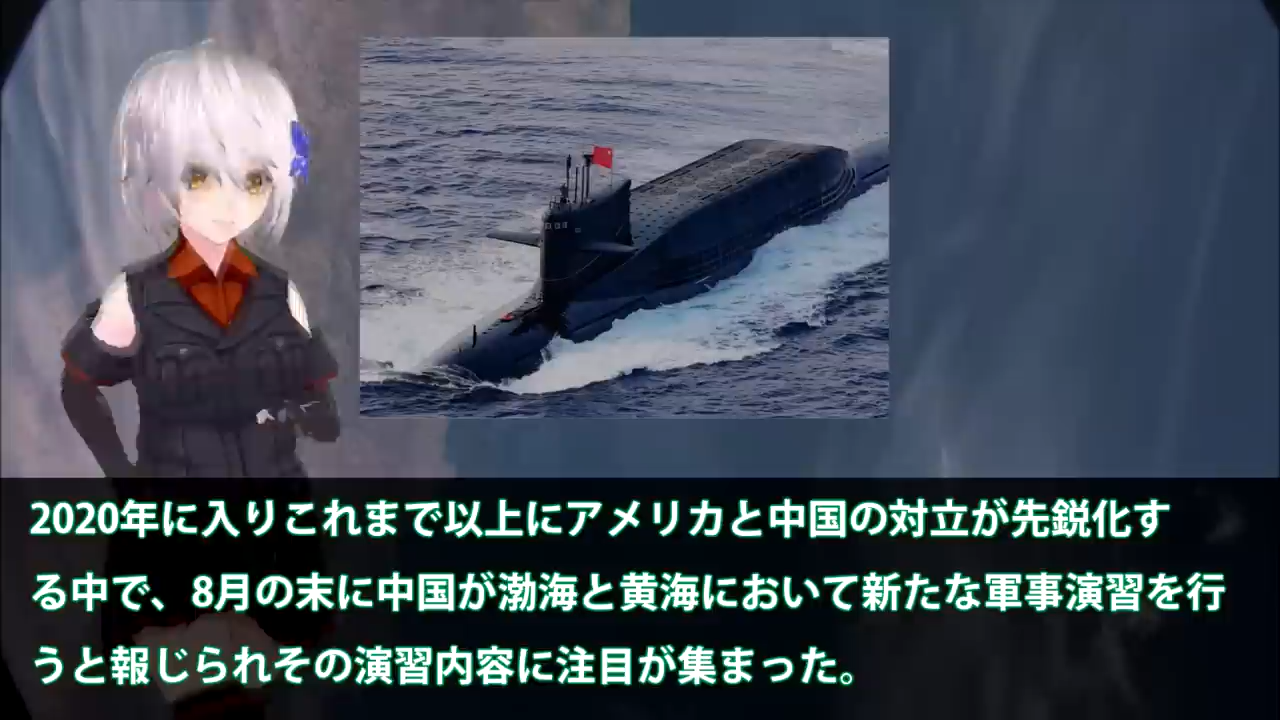 2020年に入りこれまで以上にアメリカと中国の対立が先鋭化す
る中で、8月の末に中国が渤海と黄海において新たな軍事演習を行
うと報じられその演習内容に注目が集まった。